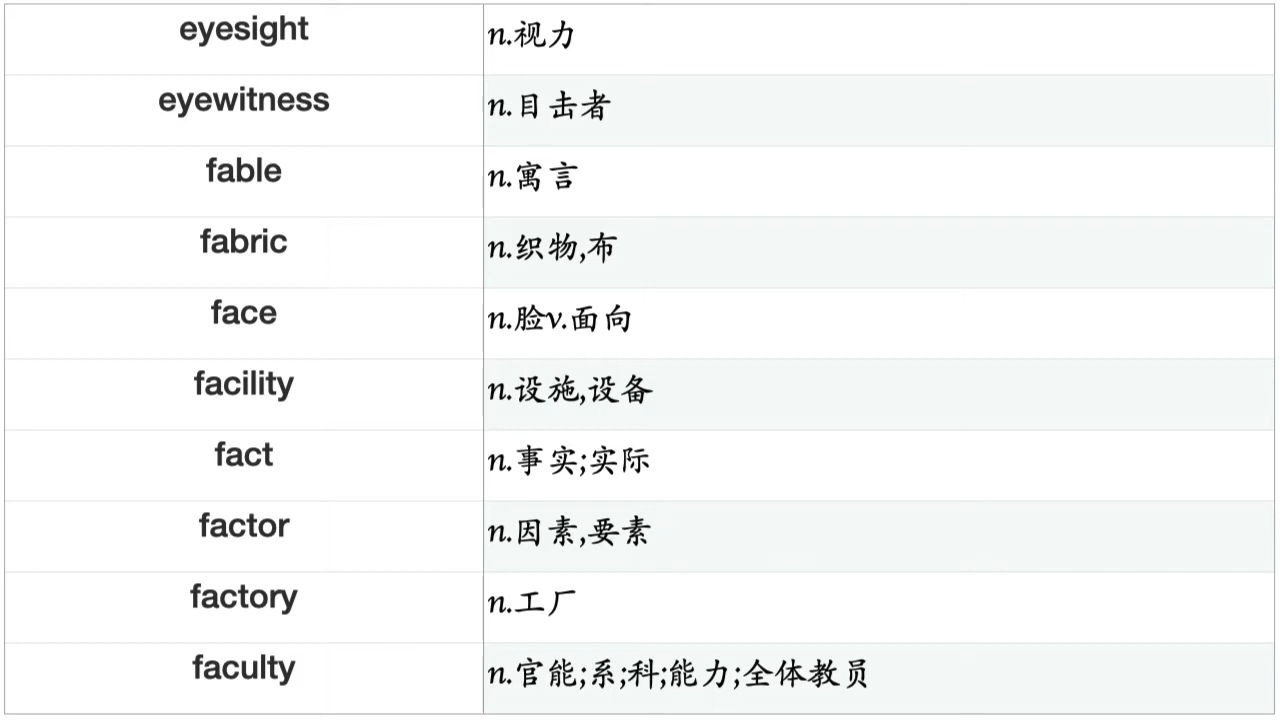 eyesight n.视力
eyewitness n.目击者
fable n.寓言
fabric n.织物,布
face n.脸v.面向
facility n.设施,设备
fact n.事实;实际
factor n.因素,要素
factory n.工厂
faculty n.官能;系;科;能力;全体教员